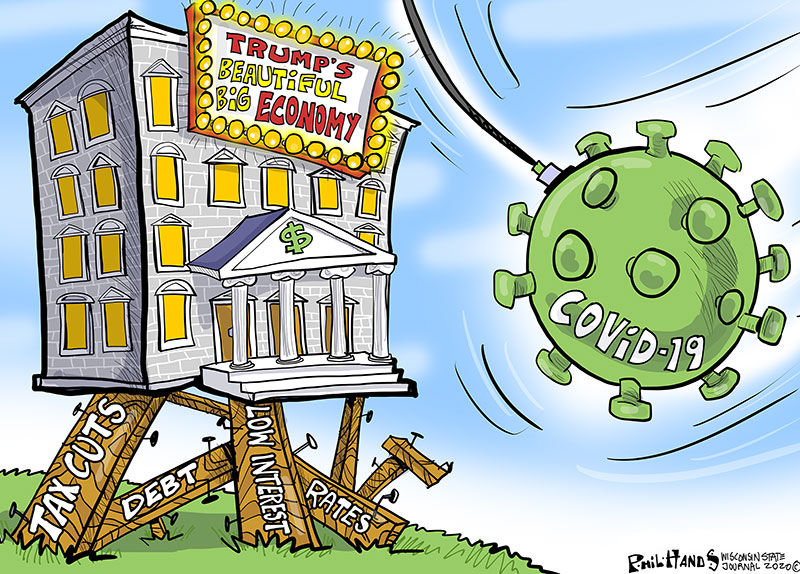 TRUMP'S
BEAUTiFUL
BiG ECONOMY
$
COViD-19
TAX CUTS
DEBT
LOW INTEREST
RATES
PHiL HANDS
WISCONSIN STATE
JOURNAL 2020©